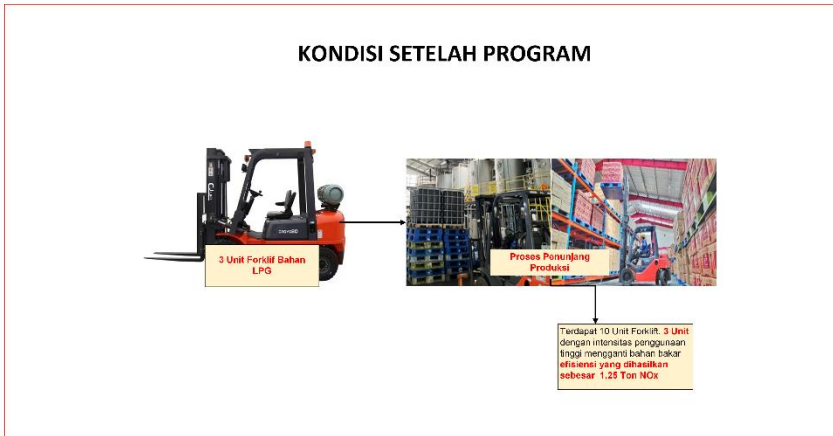 KONDISI SETELAH PROGRAM
3 Unit Forklif Bahan
LPG
Proses Penunjang
Produksi
Terdapat 10 Unit Forklift. 3 Unit
dengan intensitas penggunaan
tinggi mengganti bahan bakar
efisiensi yang dihasilkan
sebesar 1.25 Ton NOx